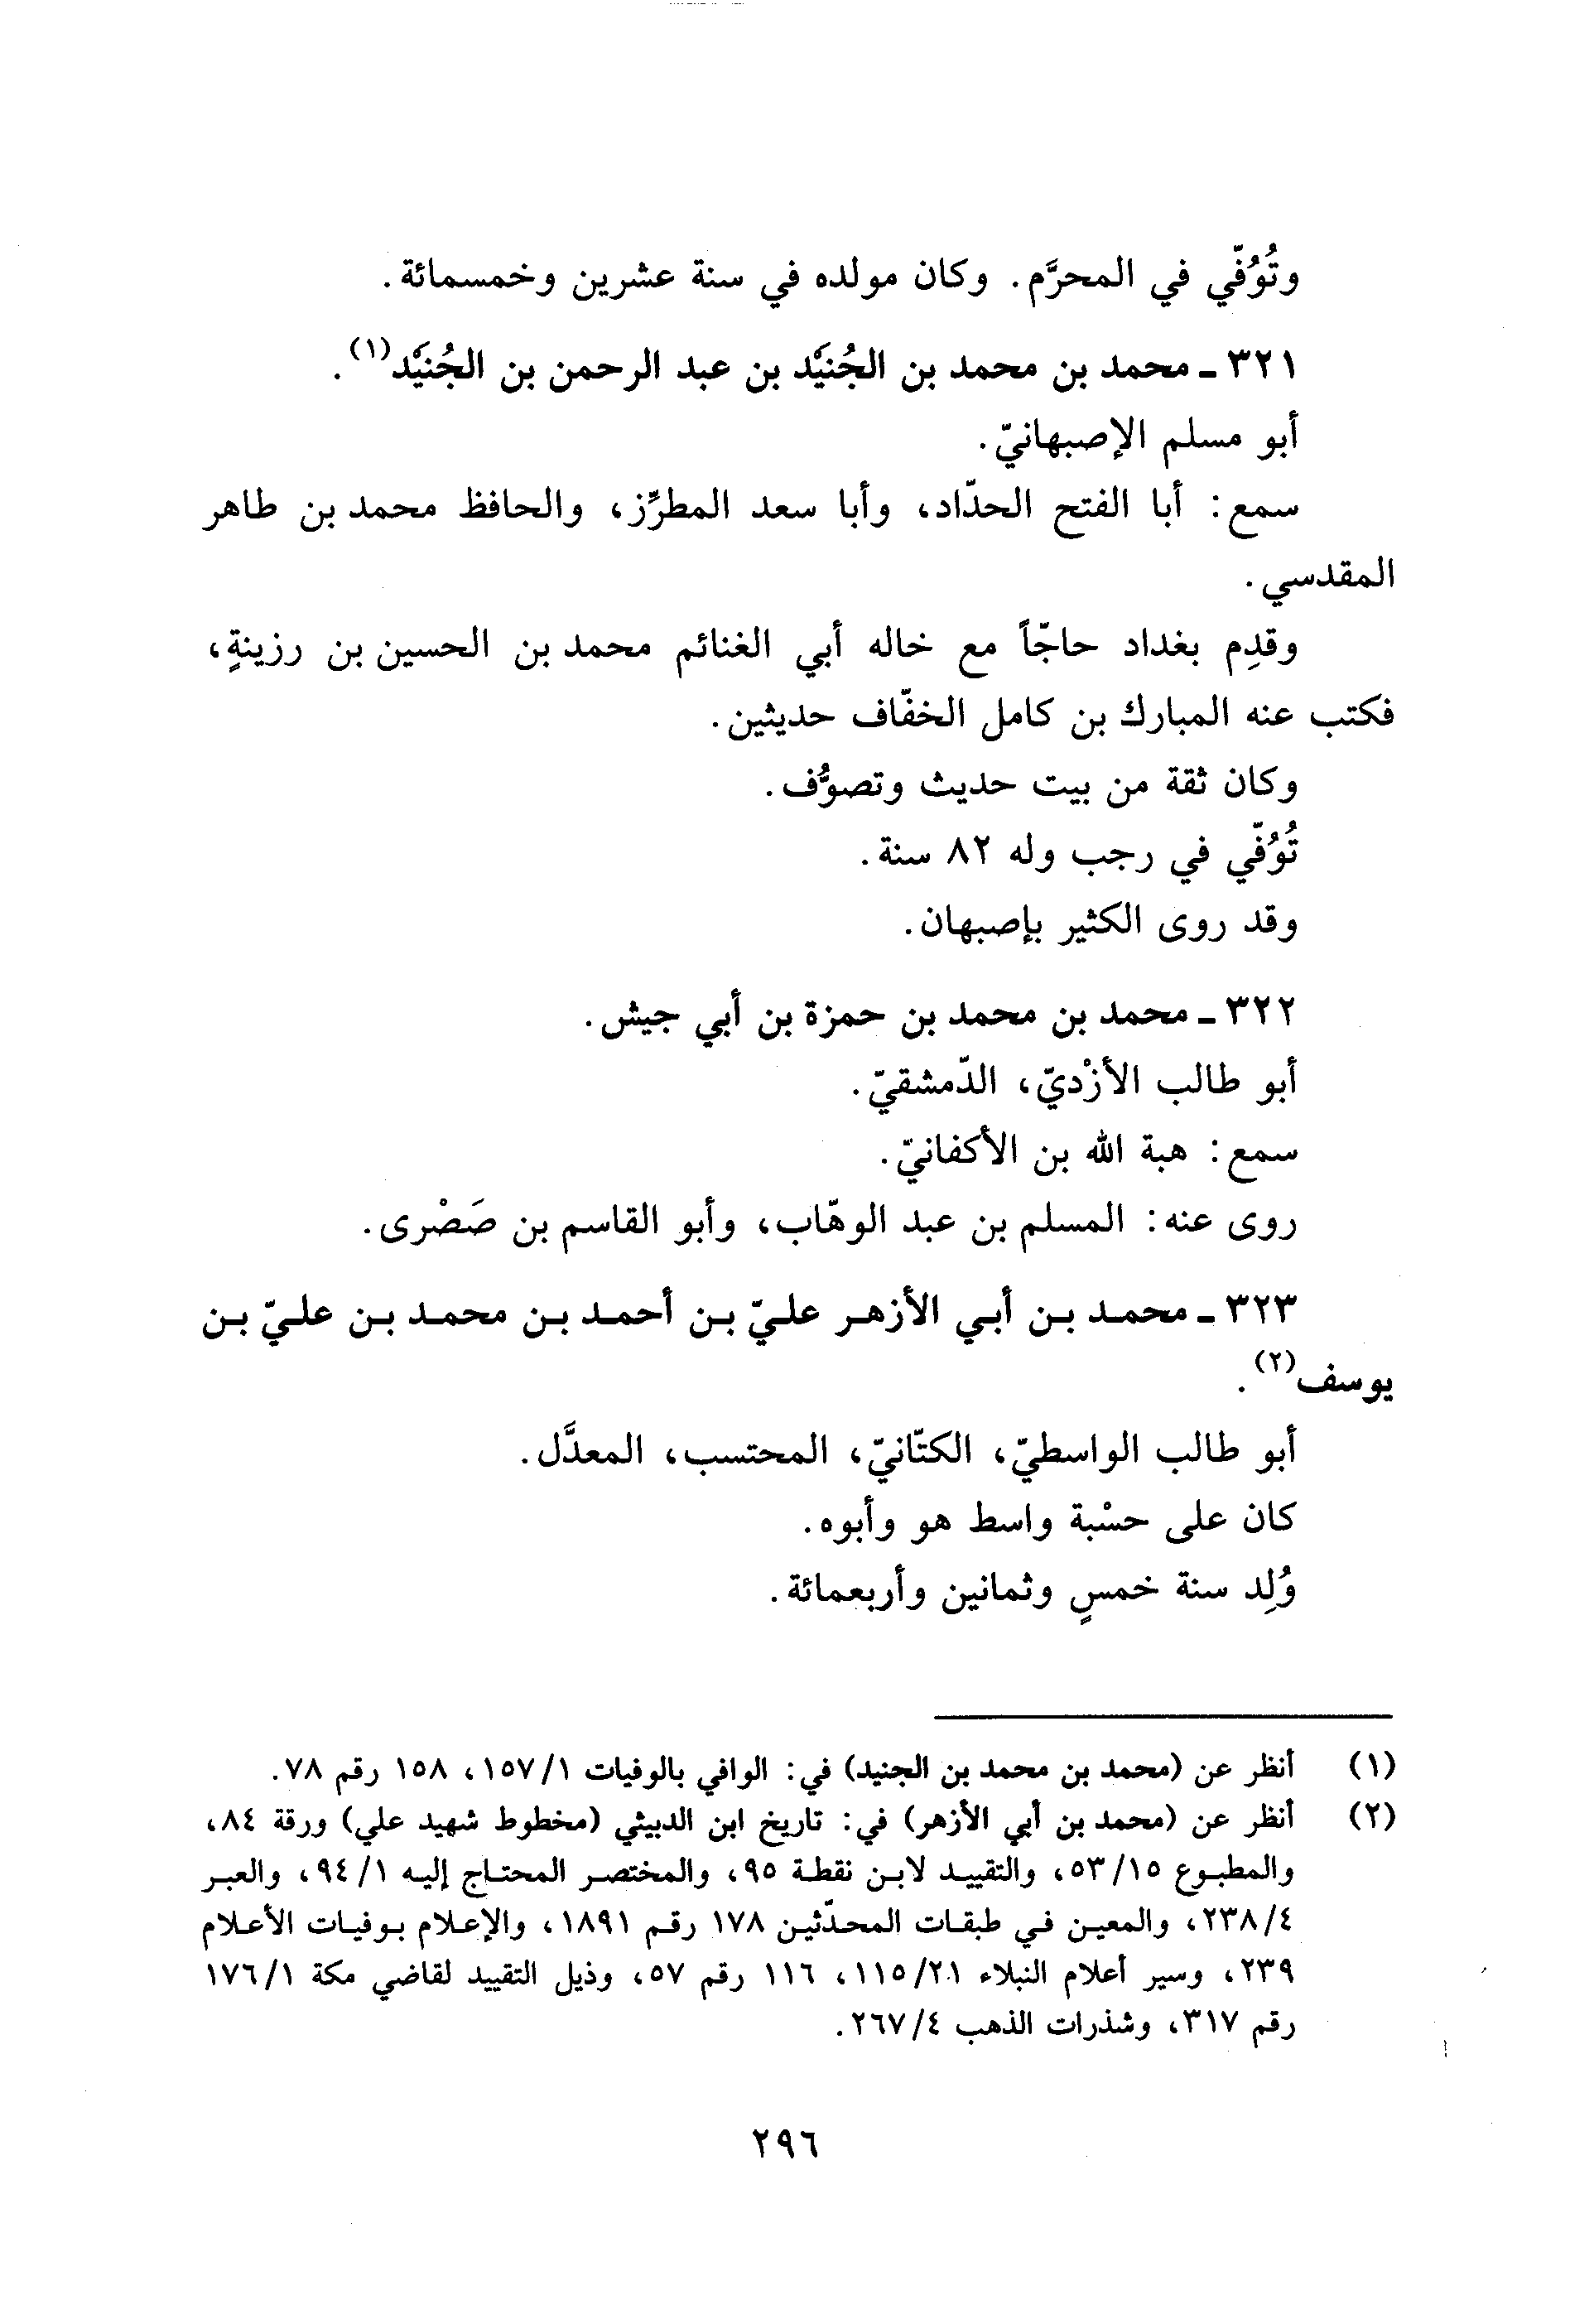 وتُوُفّي في المحرَّم. وكان مولده في سنة عشرين وخمسمائة.
٣٢١ ـ محمد بن محمد بن الجُنَيْد بن عبد الرحمن بن الجُنَيْد(١).
أبو مسلم الإصبهانيّ.
سمع: أبا الفتح الحدّاد، وأبا سعد المطرِّز، والحافظ محمد بن طاهر
المقدسي.
وقدِم بغداد حاجّاً مع خاله أبي الغنائم محمد بن الحسين بن رزينةٍ،
فكتب عنه المبارك بن كامل الخفّاف حديثين.
وكان ثقة من بيت حديث وتصوُّف.
تُوُفّي في رجب وله ٨٢ سنة.
وقد روى الكثير بإصبهان.
٣٢٢ ـ محمد بن محمد بن حمزة بن أبي جيش.
أبو طالب الأزْديّ، الدّمشقيّ.
سمع: هبة الله بن الأكفانيّ.
روى عنه: المسلم بن عبد الوهّاب، وأبو القاسم بن صَصْرى.
٣٢٣ ـ محمد بن أبي الأزهر عليّ بن أحمد بن محمد بن عليّ بن
يوسف(٢).
أبو طالب الواسطيّ، الكتّانيّ، المحتسب، المعدَّل.
كان على حسْبة واسط هو وأبوه.
وُلِد سنة خمسٍ وثمانين وأربعمائة.
(١) أنظر عن (محمد بن محمد بن الجنيد) في: الوافي بالوفيات ١/١٥٧، ١٥٨ رقم ٧٨.
(٢) أنظر عن (محمد بن أبي الأزهر) في: تاريخ ابن الدبيثي (مخطوط شهيد علي) ورقة ٨٤،
والمطبوع ١٥/٥٣، والتقييد لابن نقطة ٩٥، والمختصر المحتاج إليه ١/٩٤، والعبر
٤/٢٣٨، والمعين في طبقات المحدّثين ١٧٨ رقم ١٨٩١، والإعلام بوفيات الأعلام
٢٣٩، وسير أعلام النبلاء ٢١/١١٥، ١١٦ رقم ٥٧، وذيل التقييد لقاضي مكة ١/١٧٦
رقم ٣١٧، وشذرات الذهب ٤/٢٦٧.
٢٩٦